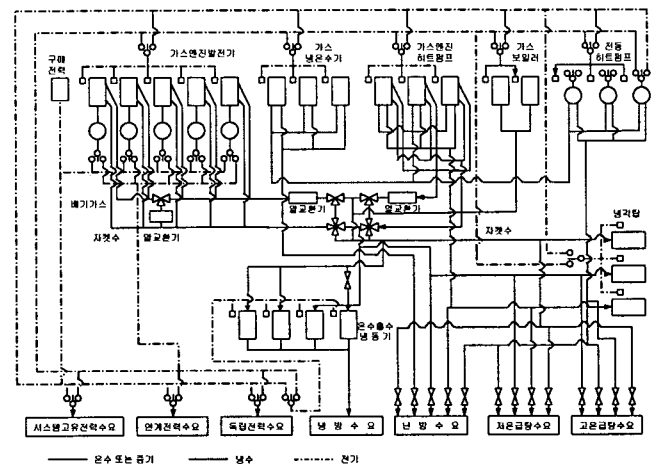 구매
전력
가스엔진발전기
가스
냉온수기
가스엔진
히트펌프
가스
보일러
전동
히트펌프
배기가스
자켓수
열교환기
열교환기
열교환기
자켓수
냉각탑
온수흡수
냉동기
시스템고유전력수요
연계전력수요
독립전력수요
냉방수요
난방수요
저온급탕수요
고온급탕수요
온수 또는 증기
냉수
전기